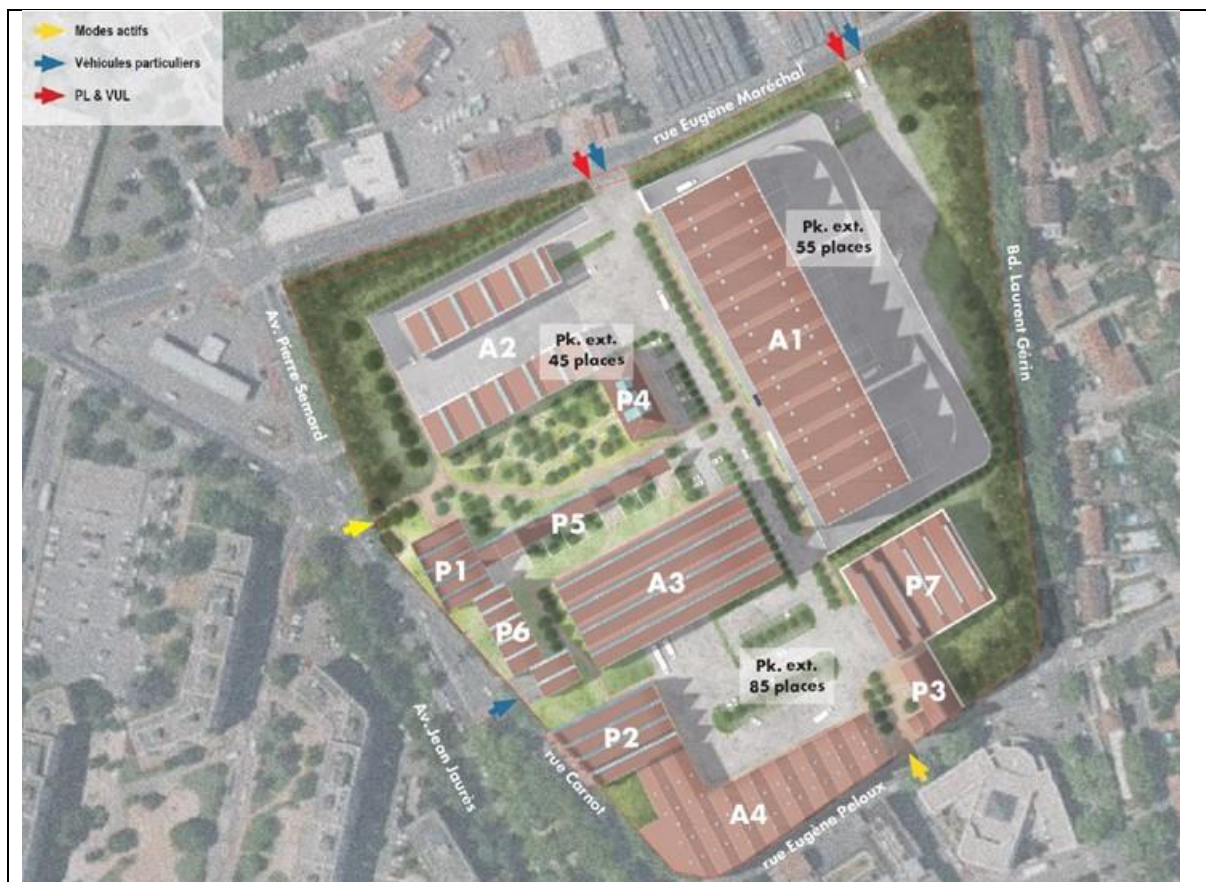 Modes actifs
Véhicules particuliers
PL & VUL
rue Eugène Maréchal
Pk. ext.
55 places
Bd. Laurent Gérin
A1
A2
Pk. ext.
45 places
Av. Pierre Semard
P4
P5
P1
A3
P7
P6
Pk. ext.
85 places
P3
P2
Av. Jean Jaurès
rue Carnot
A4
rue Eugène Peloux